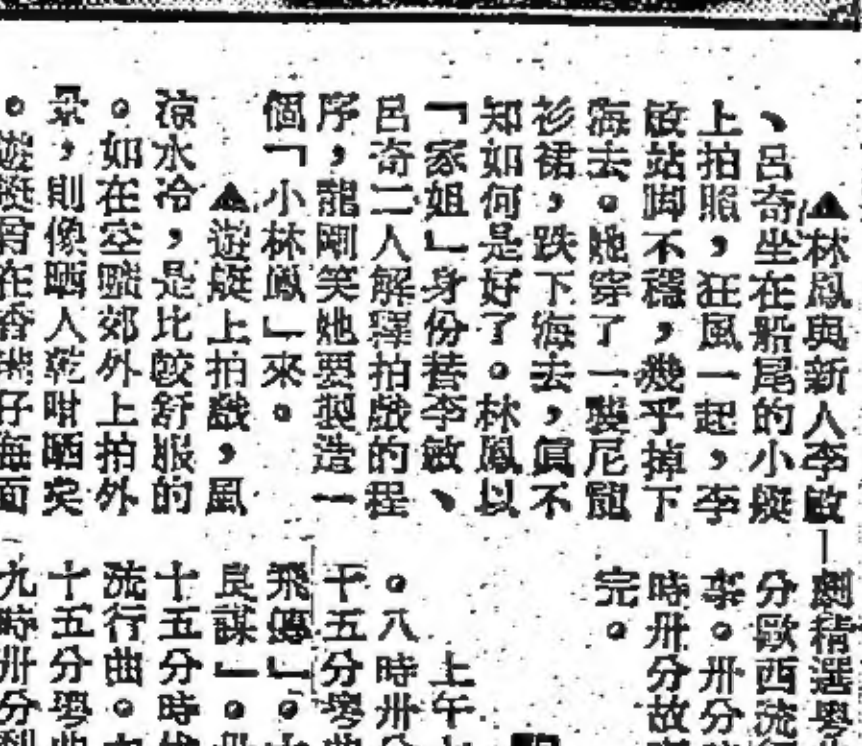 ▲林鳳與新人李敏
、呂奇坐在船尾的小艇
上拍照,狂風一起,李
敏站脚不穩,幾乎掉下
海去。她穿了一襲尼龍
衫裙,跌下海去,眞不
知如何是好了。林鳳以
「家姐」身份替李敏、
呂奇二人解釋拍戲的程
序,龍剛笑她要製造一
個「小林鳳」來。
▲遊艇上拍戲,風
涼水冷,是比較舒服的
。如在空曠郊外上拍外
景,則像晒人乾咁晒矣
。遊艇在仔海面
劇精選粵
分歐西流
李。卅分
時卅分故
完。
上午
。八時卅分
十五分粵曲
飛。
良謀」。
十五分時
流行曲。
十五分粵曲
九時卅分